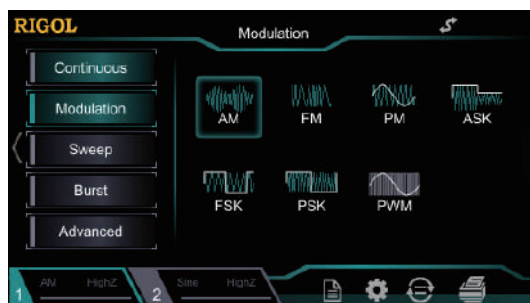 RIGOL
Modulation
Continuous
Modulation
Sweep
Burst
Advanced
AM
FM
PM
ASK
FSK
PSK
PWM
1 AM HighZ
2 Sine HighZ